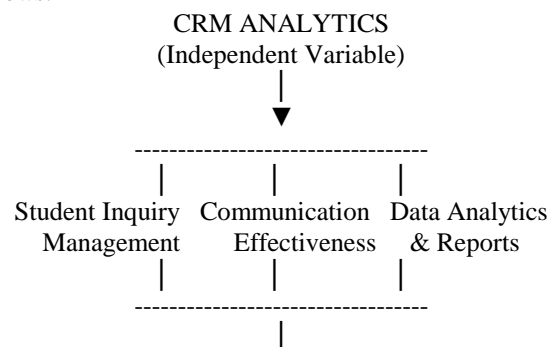 CRM ANALYTICS
(Independent Variable)
Student Inquiry Communication Data Analytics
Management Effectiveness & Reports